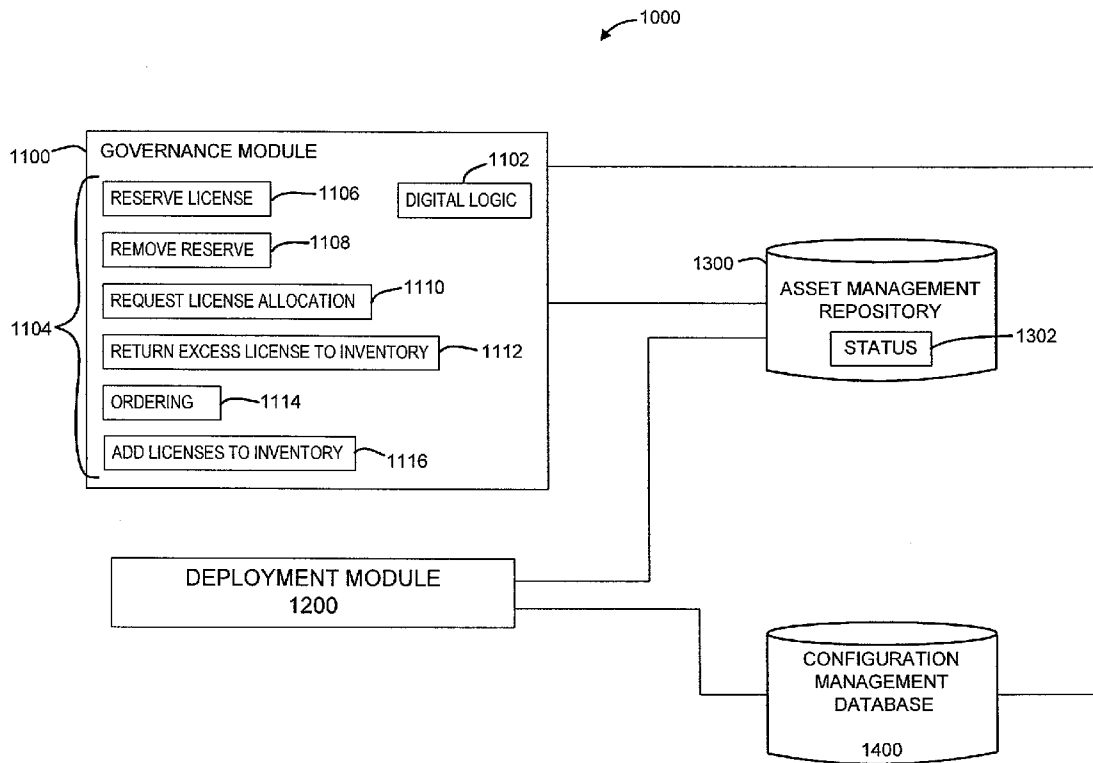 1000
1100
GOVERNANCE MODULE
1102
DIGITAL LOGIC
RESERVE LICENSE
1106
REMOVE RESERVE
1108
REQUEST LICENSE ALLOCATION
1110
1104
RETURN EXCESS LICENSE TO INVENTORY
1112
ORDERING
1114
ADD LICENSES TO INVENTORY
1116
1300
ASSET MANAGEMENT
REPOSITORY
STATUS
1302
DEPLOYMENT MODULE
1200
CONFIGURATION
MANAGEMENT
DATABASE
1400